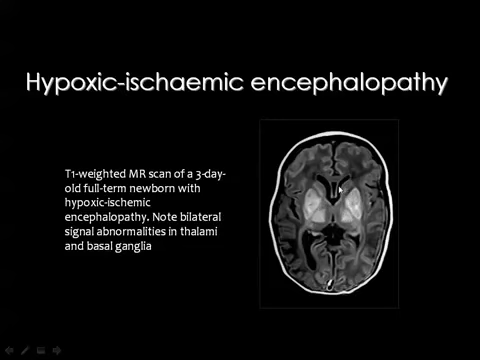 Hypoxic-ischaemic encephalopathy
T1-weighted MR scan of a 3-day-
old full-term newborn with
hypoxic-ischemic
encephalopathy. Note bilateral
signal abnormalities in thalami
and basal ganglia